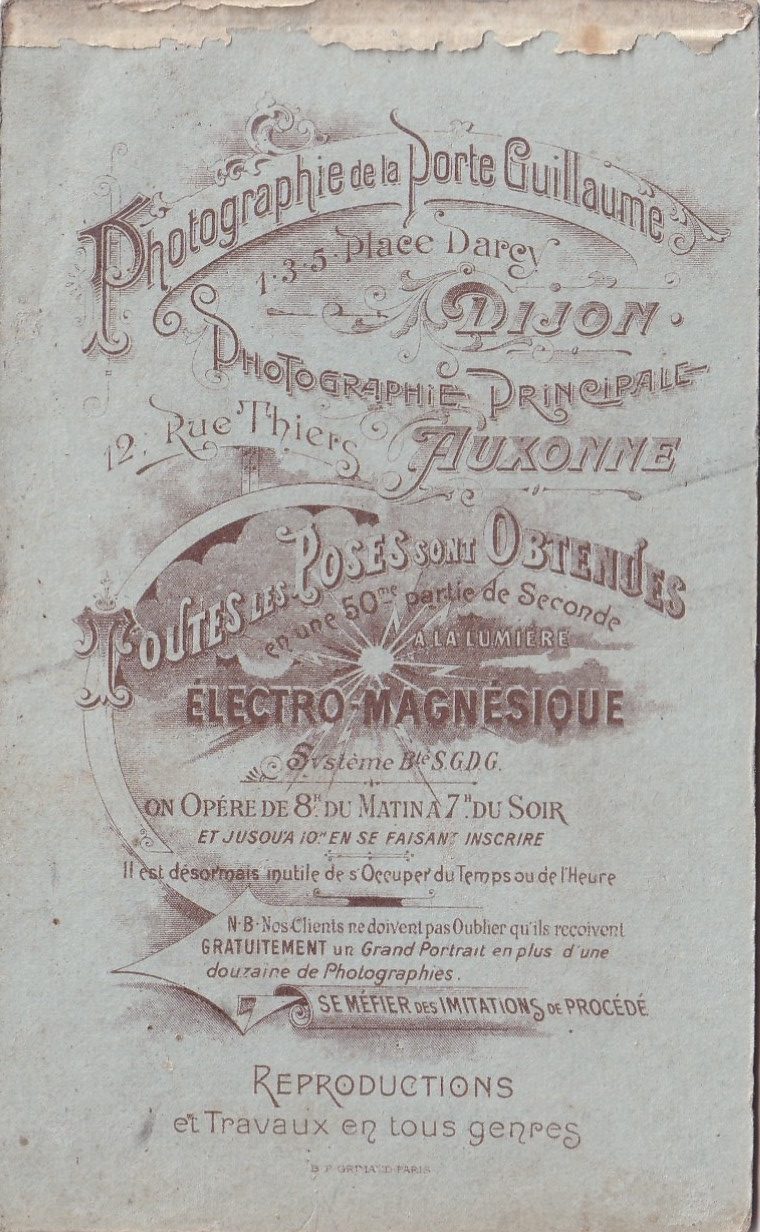 Photographie de la Porte Guillaume
1·3·5·Place Darcy
DIJON·
PHOTOGRAPHIE PRINCIPALE
12, Rue Thiers
AUXONNE
TOUTES LES POSES SONT OBTENUES
en une 50me partie de Seconde
A LA LUMIÈRE
ÉLECTRO-MAGNÉSIQUE
Système Bté S.G.D.G.
ON OPÉRE DE 8H. DU MATIN A 7H. DU SOIR
ET JUSQU'A 10.H EN SE FAISANT INSCRIRE
Il est désormais inutile de s'Occuper du Temps ou de l'Heure
N·B·Nos Clients ne doivent pas Oublier qu'ils reçoivent
GRATUITEMENT un Grand Portrait en plus d'une
douzaine de Photographies.
SE MÉFIER DES IMITATIONS DE PROCÉDÉ
REPRODUCTIONS
et Travaux en tous genres
B. F. GRIMAUD-PARIS